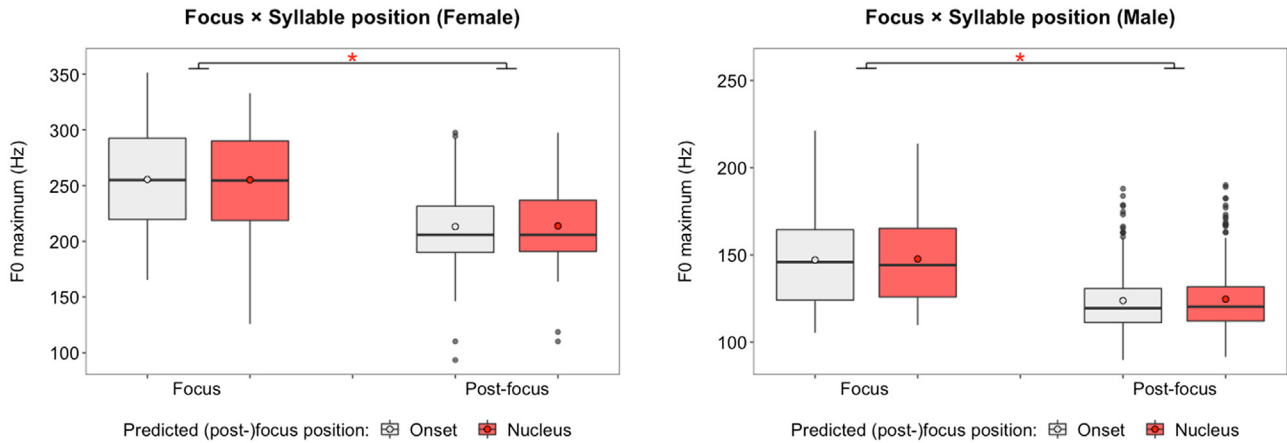 Focus × Syllable position (Female)
*
F0 maximum (Hz)
350
300
250
200
150
100
Focus
Post-focus
Predicted (post-)focus position: Onset Nucleus
Focus × Syllable position (Male)
*
F0 maximum (Hz)
250
200
150
100
Focus
Post-focus
Predicted (post-)focus position: Onset Nucleus